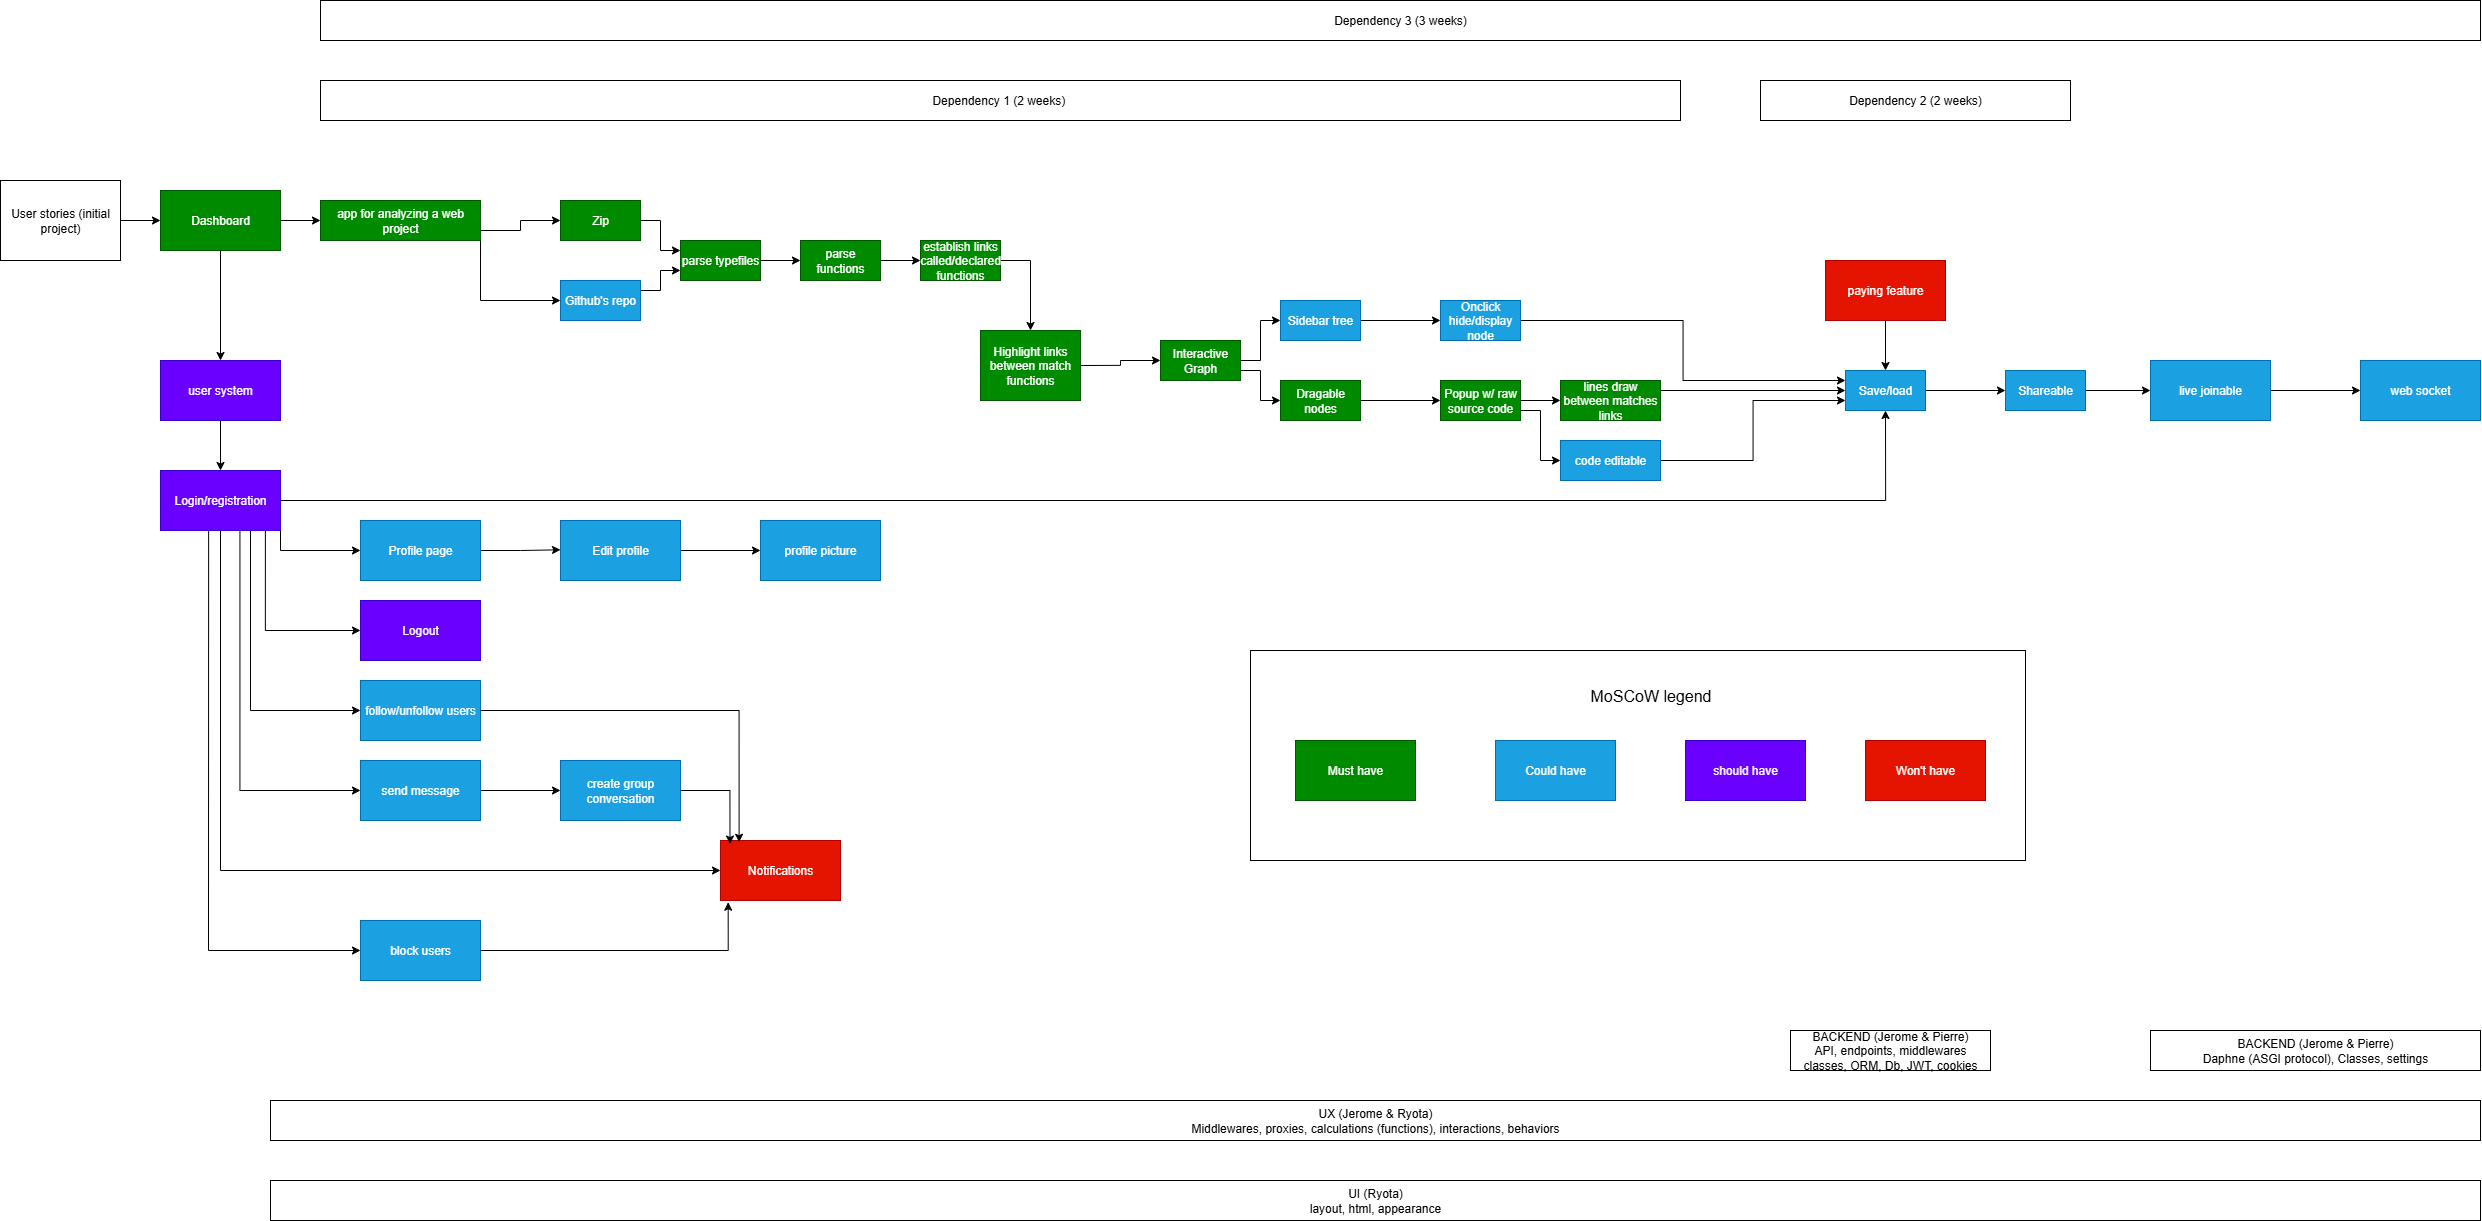 Dependency 3 (3 weeks)
Dependency 1 (2 weeks)
Dependency 2 (2 weeks)
User stories (initial
project)
Dashboard
app for analyzing a web
project
Zip
Github's repo
parse typefiles
parse
functions
establish links
called/declared
functions
Highlight links
between match
functions
Interactive
Graph
Sidebar tree
Onclick
hide/display
node
Dragable
nodes
Popup w/ raw
source code
lines draw
between matches
links
code editable
paying feature
Save/load
Shareable
live joinable
web socket
user system
Login/registration
Profile page
Edit profile
profile picture
Logout
follow/unfollow users
send message
create group
conversation
Notifications
block users
MoSCoW legend
Must have
Could have
should have
Won't have
BACKEND (Jerome & Pierre)
API, endpoints, middlewares
classes, ORM, Db, JWT, cookies
BACKEND (Jerome & Pierre)
Daphne (ASGI protocol), Classes, settings
UX (Jerome & Ryota)
Middlewares, proxies, calculations (functions), interactions, behaviors
UI (Ryota)
layout, html, appearance